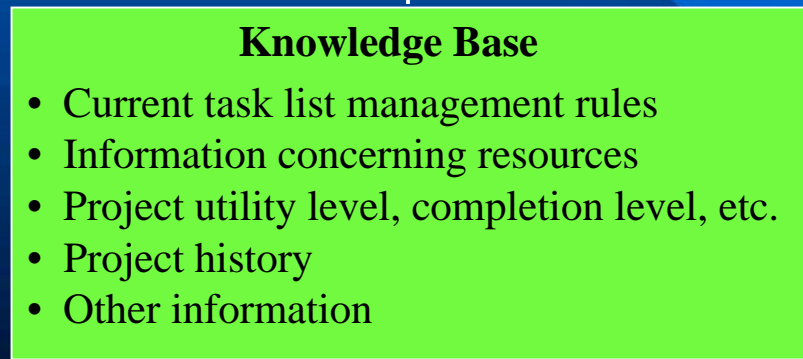 Knowledge Base
• Current task list management rules
• Information concerning resources
• Project utility level, completion level, etc.
• Project history
• Other information